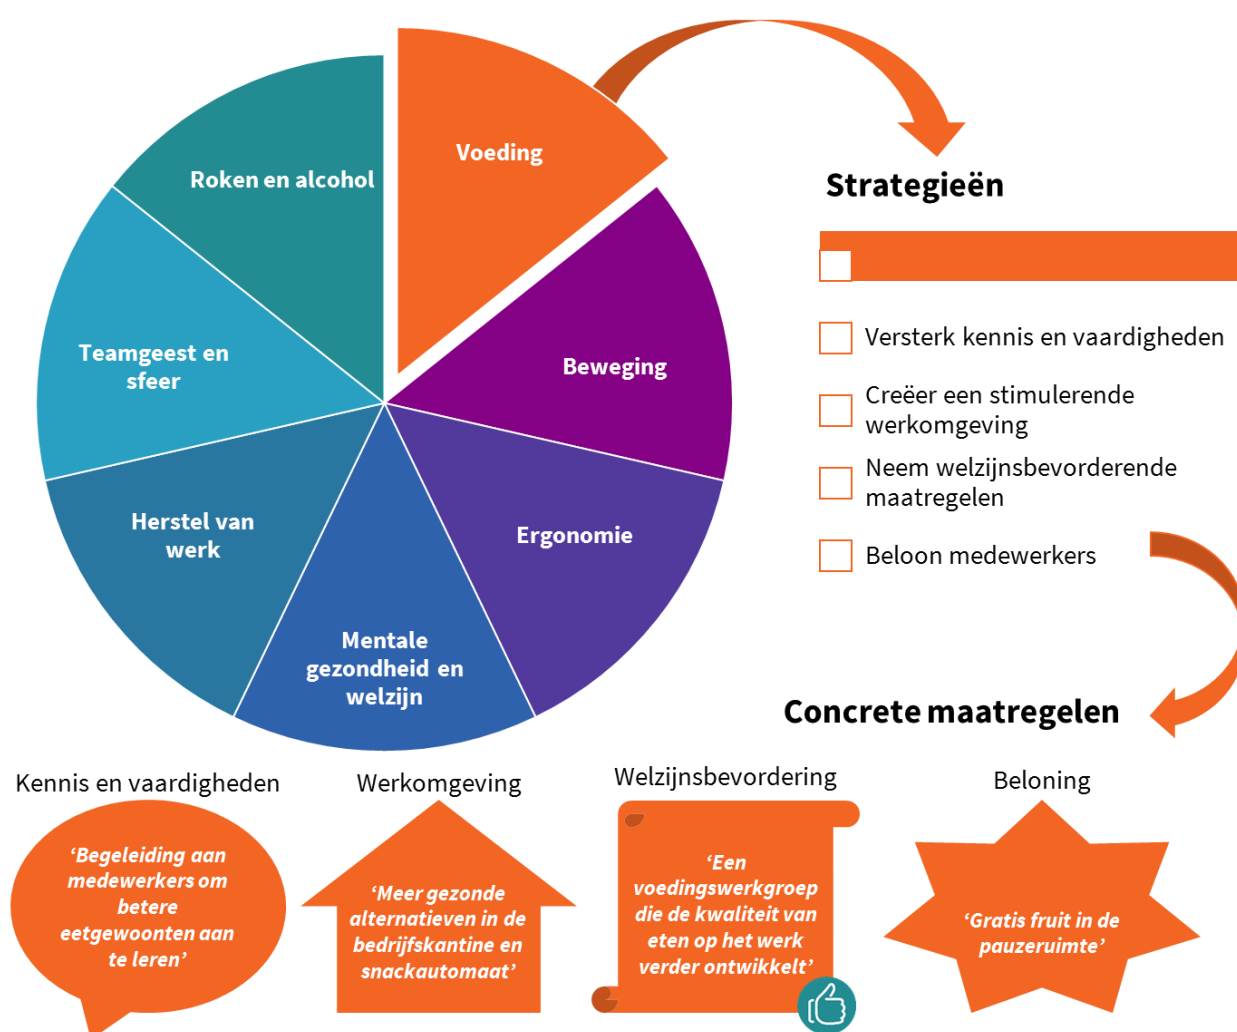 Voeding
Roken en alcohol
Teamgeest en
sfeer
Beweging
Herstel van
werk
Ergonomie
Mentale
gezondheid en
welzijn
Strategieën
Versterk kennis en vaardigheden
Creëer een stimulerende
werkomgeving
Neem welzijnsbevorderende
maatregelen
Beloon medewerkers
Concrete maatregelen
Kennis en vaardigheden
‘Begeleiding aan
medewerkers om
betere
eetgewoonten aan
te leren’
Werkomgeving
‘Meer gezonde
alternatieven in de
bedrijfskantine en
snackautomaat’
Welzijnsbevordering
‘Een
voedingswerkgroep
die de kwaliteit van
eten op het werk
verder ontwikkelt’
Beloning
‘Gratis fruit in de
pauzeruimte’